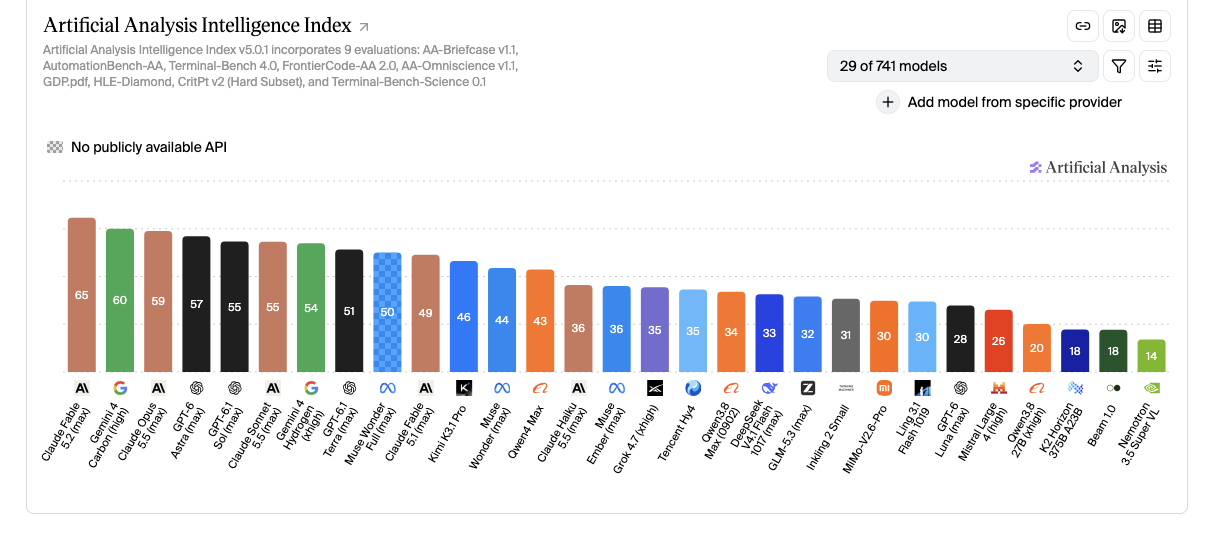 Artificial Analysis Intelligence Index
Artificial Analysis Intelligence Index v5.0.1 incorporates 9 evaluations: AA-Briefcase v1.1,
AutomationBench-AA, Terminal-Bench 4.0, FrontierCode-AA 2.0, AA-Omniscience v1.1,
GDP.pdf, HLE-Diamond, CritPt v2 (Hard Subset), and Terminal-Bench-Science 0.1
29 of 741 models
Add model from specific provider
No publicly available API
Artificial Analysis
65
60
59
57
55
55
54
51
50
49
46
44
43
36
36
35
35
34
33
32
31
30
30
28
26
20
18
18
14
Claude Fable
5.2 (max)
Gemini 4
Carbon (high)
Claude Opus
5.5 (max)
GPT-6
Astra (max)
GPT-6.1
Sol (max)
Claude Sonnet
5.5 (max)
Gemini 4
Hydrogen
(xhigh)
GPT-6.1
Terra (max)
Muse Wonder
Full (max)
Claude Fable
5.1 (max)
Kimi K3.1 Pro
Muse
Wonder (max)
Qwen4 Max
Claude Haiku
5.5 (max)
Muse
Ember (max)
Grok 4.7 (xhigh)
Tencent Hy4
Qwen3.8
Max (0902)
DeepSeek
V4.1 Flash
1017 (max)
GLM-5.3 (max)
Inkling 2 Small
MiMo-V2.6-Pro
Ling 3.1
Flash 1019
GPT-6
Luna (max)
Mistral Large
4 (high)
Qwen3.8
27B (xhigh)
K2 Horizon
375B A23B
Beam 1.0
Nemotron
3.5 Super VL